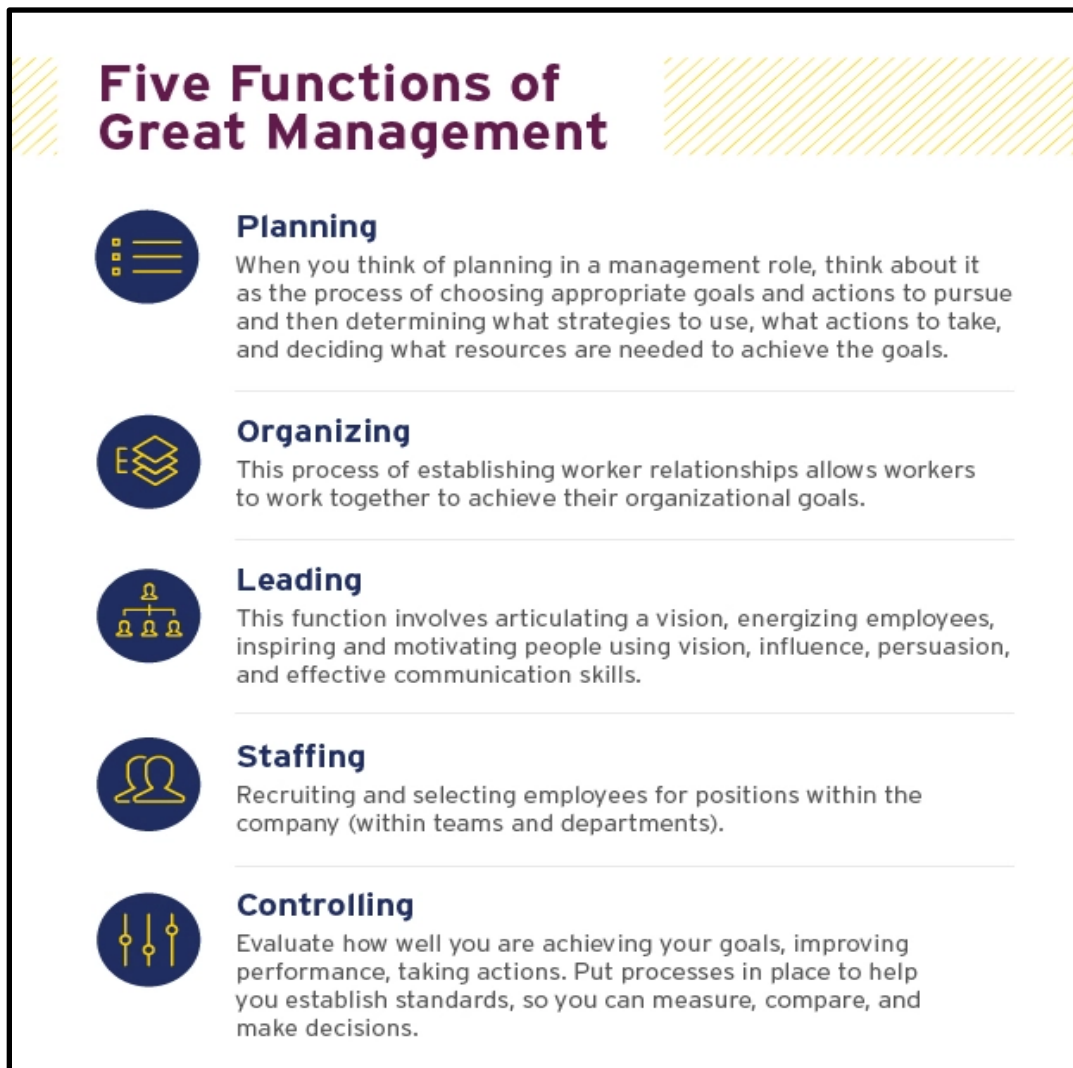 Five Functions of
Great Management
Planning
When you think of planning in a management role, think about it
as the process of choosing appropriate goals and actions to pursue
and then determining what strategies to use, what actions to take,
and deciding what resources are needed to achieve the goals.
Organizing
This process of establishing worker relationships allows workers
to work together to achieve their organizational goals.
Leading
This function involves articulating a vision, energizing employees,
inspiring and motivating people using vision, influence, persuasion,
and effective communication skills.
Staffing
Recruiting and selecting employees for positions within the
company (within teams and departments).
Controlling
Evaluate how well you are achieving your goals, improving
performance, taking actions. Put processes in place to help
you establish standards, so you can measure, compare, and
make decisions.